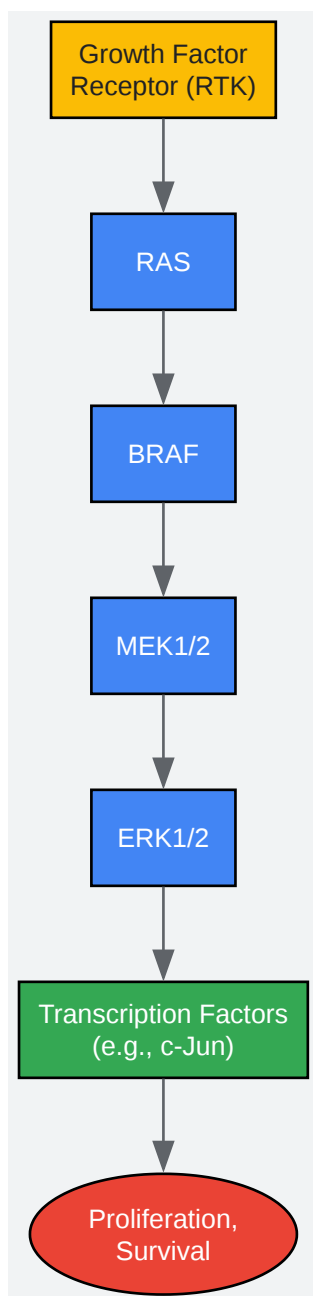 Growth Factor
Receptor (RTK)
RAS
BRAF
MEK1/2
ERK1/2
Transcription Factors
(e.g., c-Jun)
Proliferation,
Survival